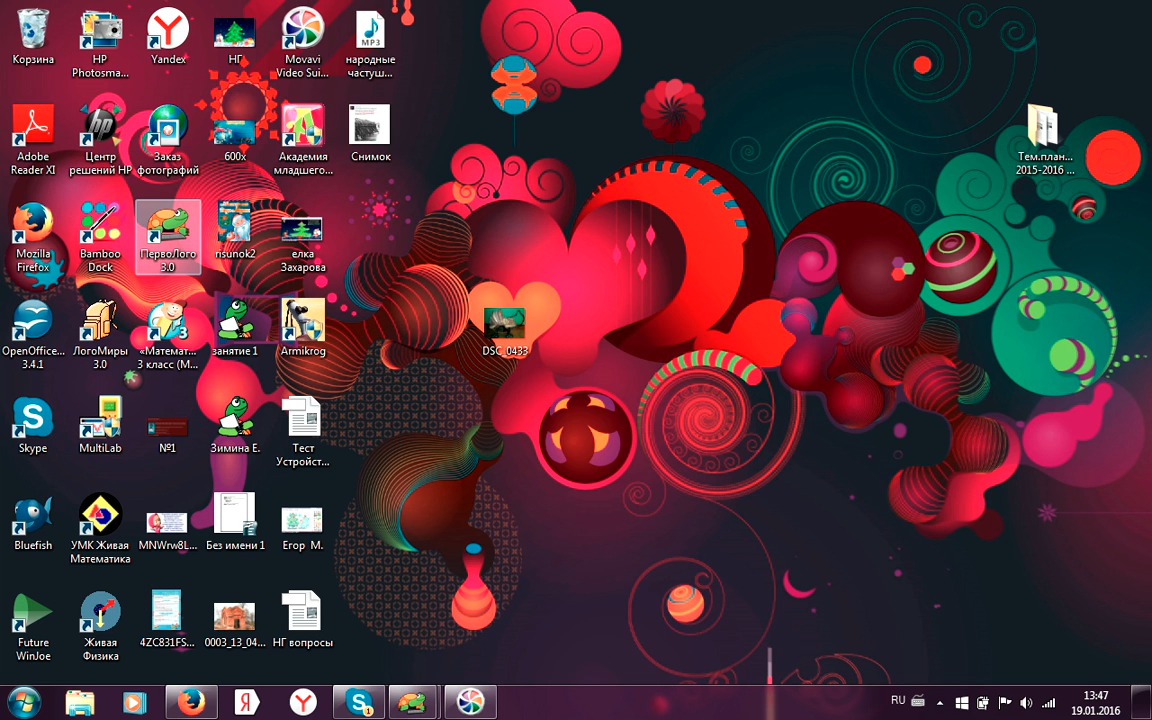 Корзина
HP
Photosma...
Yandex
НГ
Movavi
Video Sui...
MP3
народные
частуш...
Adobe
Reader XI
Центр
решений HP
Заказ
фотографий
600x
Академия
младшего...
Снимок
Тем.план...
2015-2016 ...
Mozilla
Firefox
Bamboo
Dock
ПервоЛого
3.0
risunok2
елка
Захарова
OpenOffice...
3.4.1
ЛогоМиры
3.0
«Математ...
3 класс (М...
занятие 1
Armikrog
DSC_0433
Skype
MultiLab
№1
Зимина Е.
Тест
Устройст...
Bluefish
УМК Живая
Математика
MNWrw8L...
Без имени 1
Егор М.
Future
WinJoe
Живая
Физика
4ZC831FS...
0003_13_04...
НГ вопросы
RU
13:47
19.01.2016